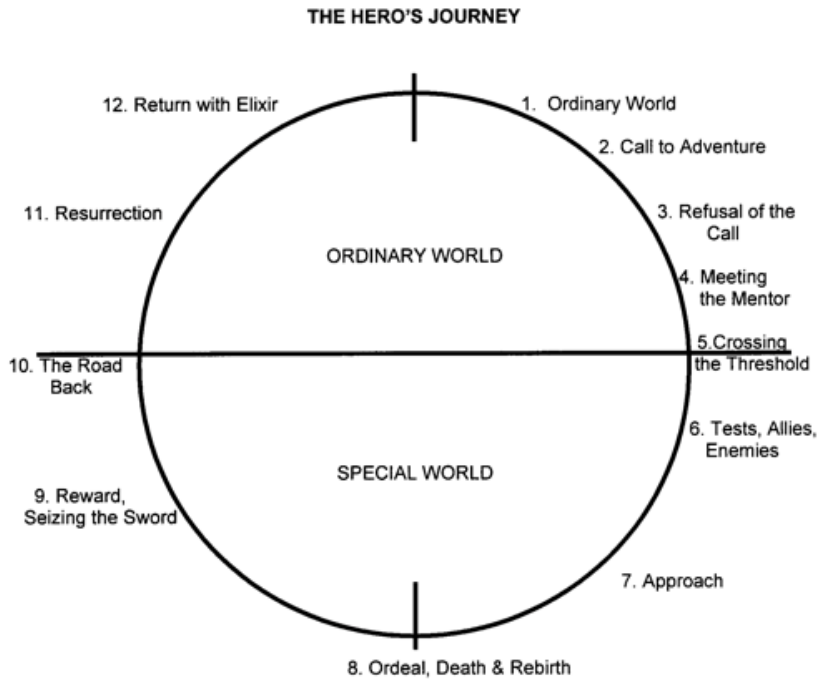 THE HERO'S JOURNEY
12. Return with Elixir
1. Ordinary World
2. Call to Adventure
11. Resurrection
3. Refusal of the
Call
ORDINARY WORLD
4. Meeting
the Mentor
5.Crossing
the Threshold
10. The Road
Back
6. Tests, Allies,
Enemies
SPECIAL WORLD
9. Reward,
Seizing the Sword
7. Approach
8. Ordeal, Death & Rebirth